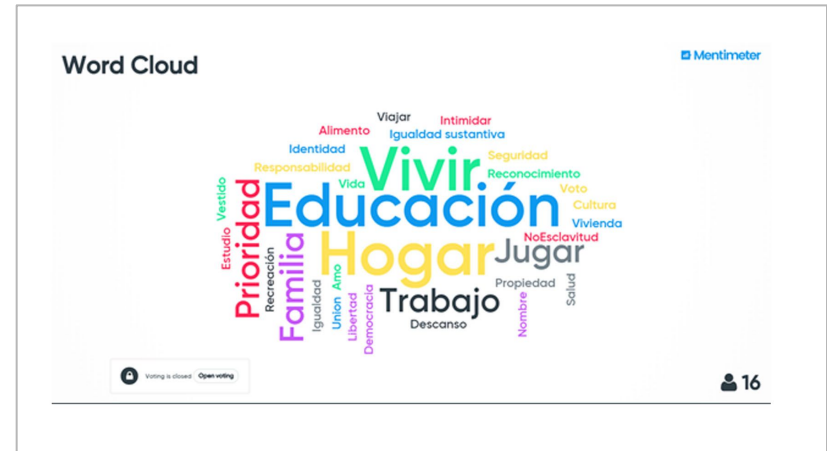 Word Cloud
Mentimeter
Viajar
Intimidar
Alimento
Igualdad sustantiva
Identidad
Vivir
Seguridad
Responsabilidad
Reconocimiento
Vida
Vestido
Prioridad
Educación
Voto
Cultura
Vivienda
Estudio
Recreación
Familia
Hogar
NoEsclavitud
Jugar
Igualdad
Union
Amo
Libertad
Democracia
Trabajo
Propiedad
Salud
Nombre
Descanso
Voting is closed Open voting
16